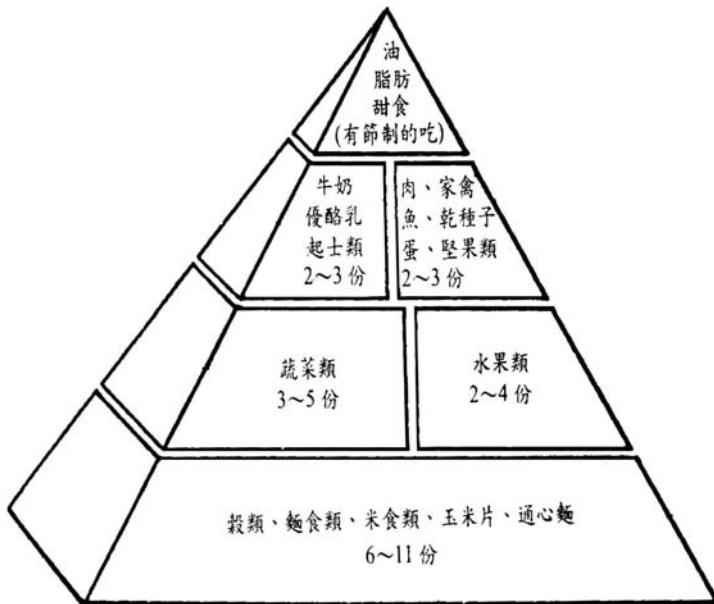 油
脂肪
甜食
(有節制的吃)
牛奶
優酪乳
起士類
2～3 份
肉、家禽
魚、乾種子
蛋、堅果類
2～3 份
蔬菜類
3～5 份
水果類
2～4 份
穀類、麵食類、米食類、玉米片、通心麵
6～11 份